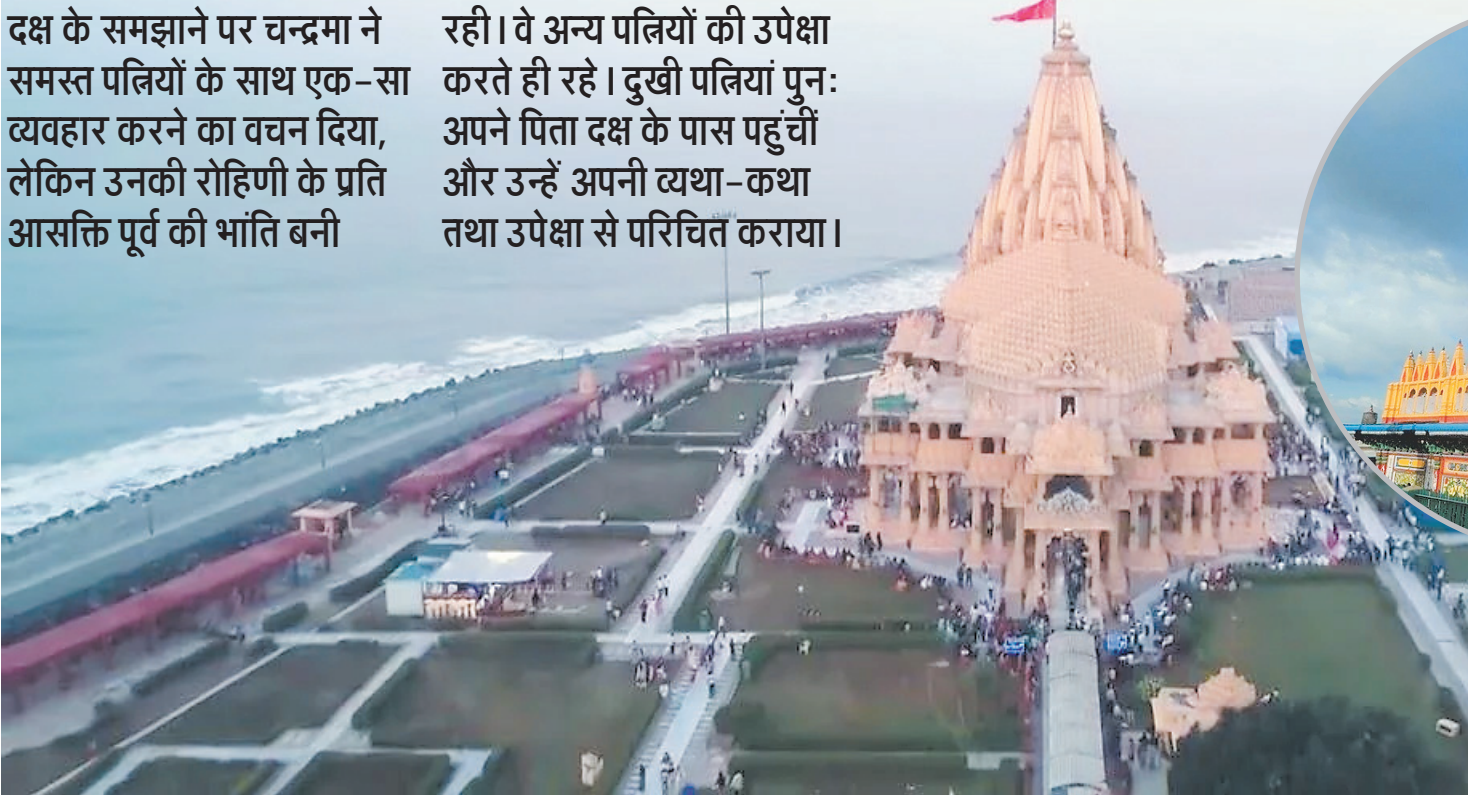 दक्ष के समझाने पर चन्द्रमा ने
समस्त पत्नियों के साथ एक-सा
व्यवहार करने का वचन दिया,
लेकिन उनकी रोहिणी के प्रति
आसक्ति पूर्व की भांति बनी
रही। वे अन्य पत्नियों की उपेक्षा
करते ही रहे। दुखी पत्नियां पुनः
अपने पिता दक्ष के पास पहुंचीं
और उन्हें अपनी व्यथा-कथा
तथा उपेक्षा से परिचित कराया।